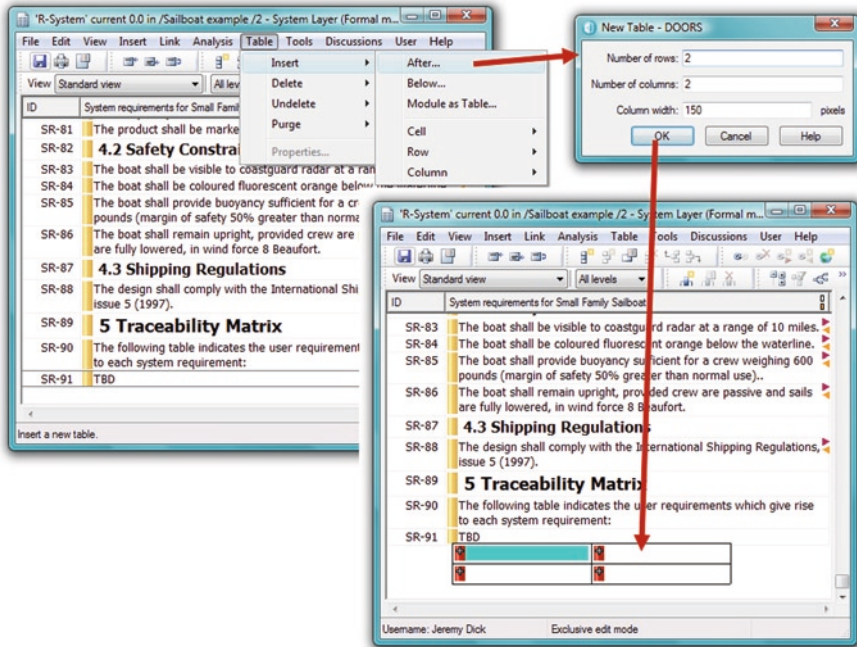 'R-System' current 0.0 in /Sailboat example /2 - System Layer (Formal m...
File Edit View Insert Link Analysis Table Tools Discussions User Help
View Standard view
ID System requirements for Small Family
SR-81 The product shall be
SR-82 4.2 Safety
SR-83 The boat shall be visible to coastguard radar at a
SR-84 The boat shall be coloured fluorescent orange below the waterline
SR-85 The boat shall provide buoyancy sufficient for a
pounds (margin of safety 50% greater than
SR-86 The boat shall remain upright, provided crew are
are fully lowered, in wind force 8 Beaufort.
SR-87 4.3 Shipping Regulations
SR-88 The design shall comply with the International
issue 5 (1997).
SR-89 5 Traceability Matrix
SR-90 The following table indicates the user requirement
to each system requirement:
SR-91 TBD
Insert a new table.
Insert
Delete
Undelete
Purge
Properties...
After...
Below...
Module as Table...
Cell
Row
Column
New Table - DOORS
Number of rows: 2
Number of columns: 2
Column width: 150 pixels
OK Cancel Help
'R-System' current 0.0 in /Sailboat example /2 - System Layer (Formal m...
File Edit View Insert Link Analysis Table Tools Discussions User Help
View Standard view All levels
ID System requirements for Small Family Sailboat
SR-83 The boat shall be visible to coastguard radar at a range of 10 miles.
SR-84 The boat shall be coloured fluorescent orange below the waterline.
SR-85 The boat shall provide buoyancy sufficient for a crew weighing 600
pounds (margin of safety 50% greater than normal use)..
SR-86 The boat shall remain upright, provided crew are passive and sails
are fully lowered, in wind force 8 Beaufort.
SR-87 4.3 Shipping Regulations
SR-88 The design shall comply with the International Shipping Regulations,
issue 5 (1997).
SR-89 5 Traceability Matrix
SR-90 The following table indicates the user requirements which give rise
to each system requirement:
SR-91 TBD
Username: Jeremy Dick Exclusive edit mode